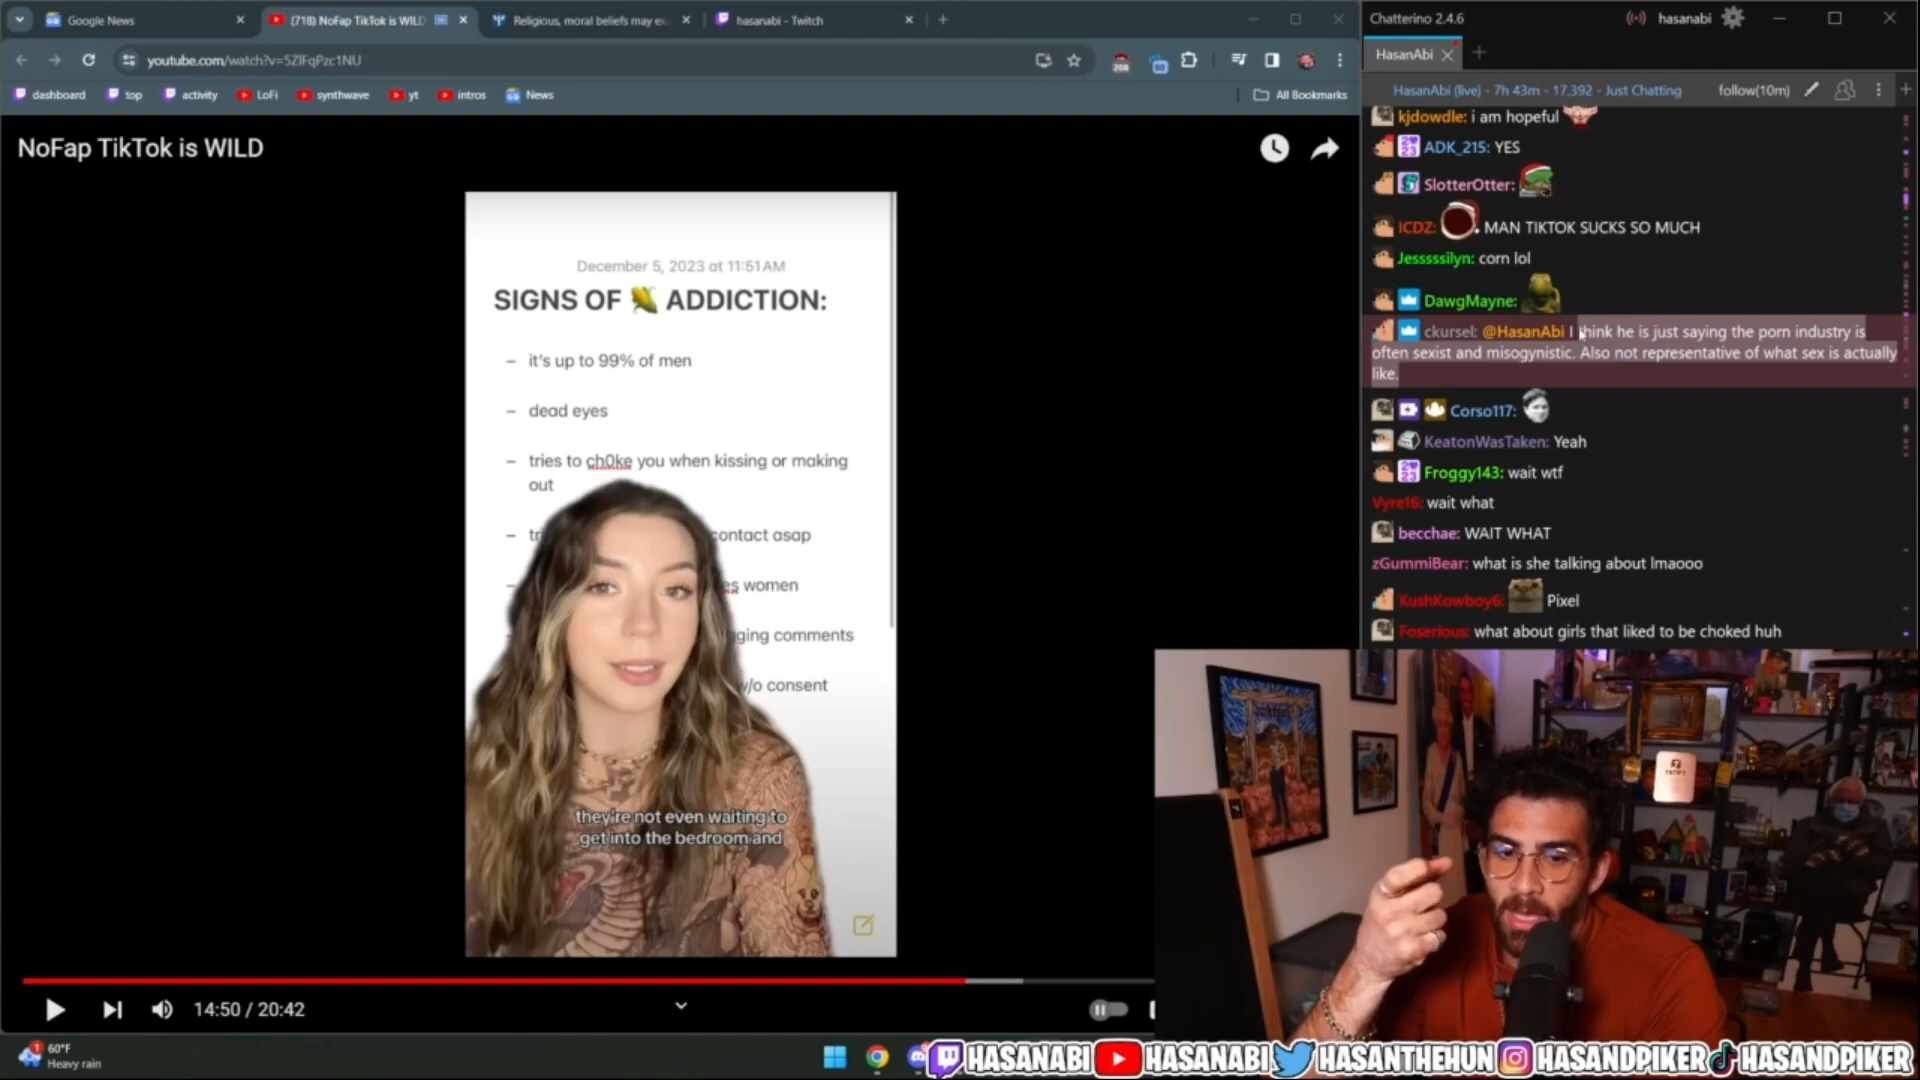 Google News
(718) NoFap TikTok is WILD
Religious, moral beliefs may ex
hasanabi - Twitch
youtube.com/watch?v=5ZlFqPzc1NU
208
dashboard
top
activity
LoFi
synthwave
yt
intros
News
All Bookmarks
NoFap TikTok is WILD
December 5, 2023 at 11:51 AM
SIGNS OF 🌽 ADDICTION:
– it's up to 99% of men
– dead eyes
– tries to ch0ke you when kissing or making
out
– contact asap
– women
– comments
– w/o consent
they're not even waiting to
get into the bedroom and
14:50 / 20:42
60°F
Heavy rain
Chatterino 2.4.6
hasanabi
HasanAbi
HasanAbi (live) - 7h 43m - 17,392 - Just Chatting
follow(10m)
kjdowdle: i am hopeful
ADK_215: YES
SlotterOtter:
ICDZ: MAN TIKTOK SUCKS SO MUCH
Jesssssilyn: corn lol
DawgMayne:
ckursel: @HasanAbi I think he is just saying the porn industry is
often sexist and misogynistic. Also not representative of what sex is actually
like.
Corso117:
KeatonWasTaken: Yeah
Froggy143: wait wtf
Vyre16: wait what
becchae: WAIT WHAT
zGummiBear: what is she talking about lmaooo
KushKowboy6: Pixel
Foserious: what about girls that liked to be choked huh
HASANABI HASANABI HASANTHEHUN HASANDPIKER HASANDPIKER